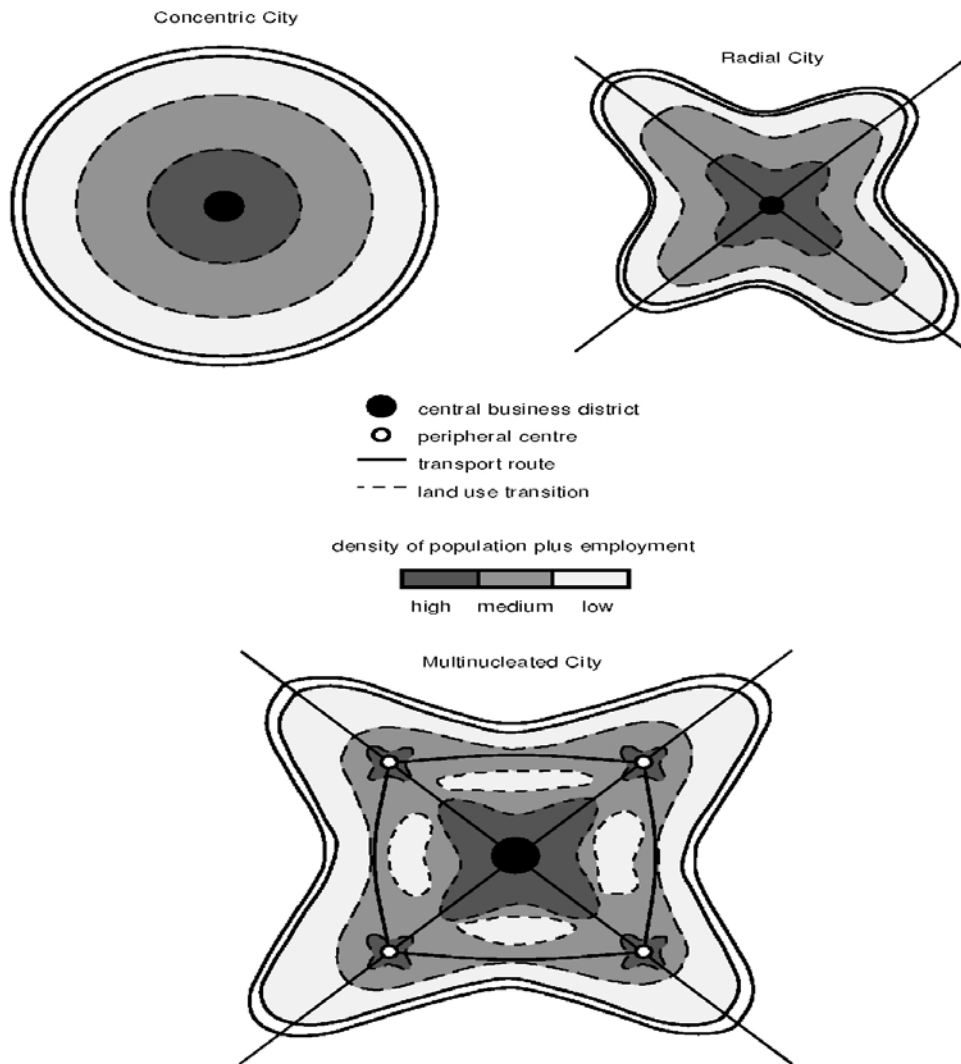 Concentric City
Radial City
central business district
peripheral centre
transport route
land use transition
density of population plus employment
high medium low
Multinucleated City